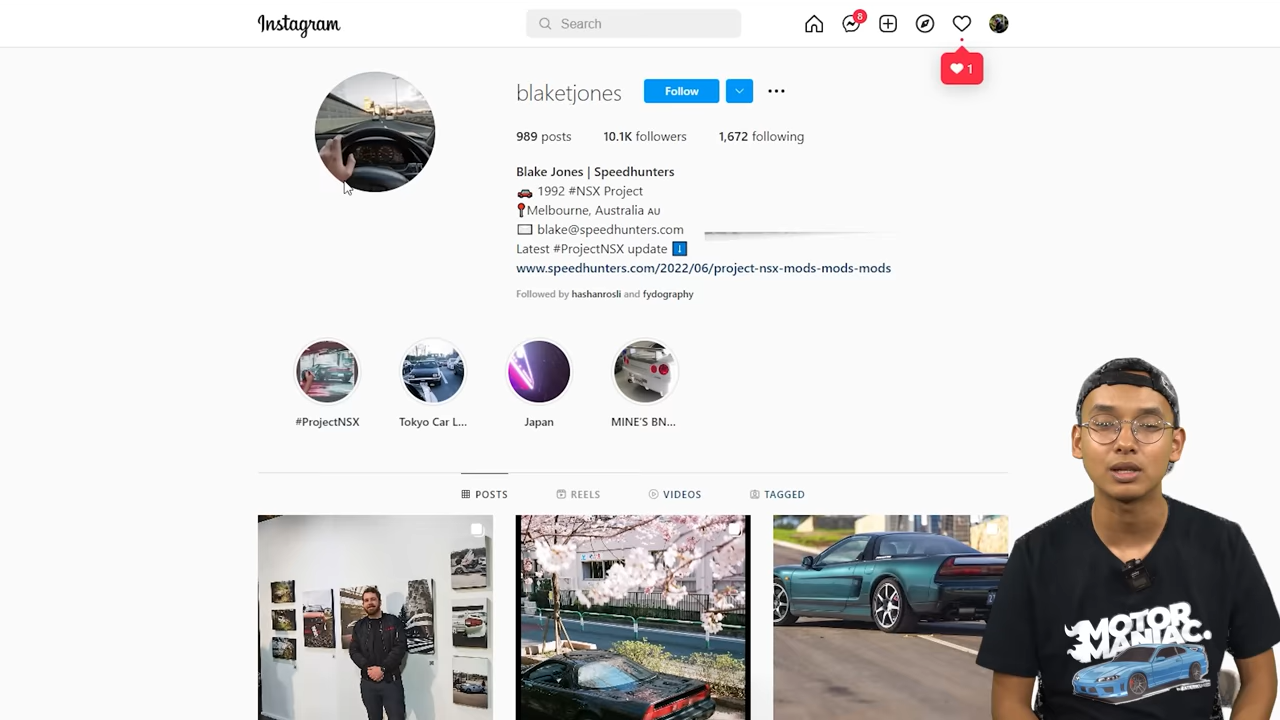 Instagram
Search
8
1
blaketjones
Follow
989 posts 10.1K followers 1,672 following
Blake Jones | Speedhunters
1992 #NSX Project
Melbourne, Australia AU
blake@speedhunters.com
Latest #ProjectNSX update
www.speedhunters.com/2022/06/project-nsx-mods-mods-mods
Followed by hashanrosli and fydography
#ProjectNSX
Tokyo Car L...
Japan
MINE'S BN...
POSTS
REELS
VIDEOS
TAGGED
MOTOR
MANIAC.